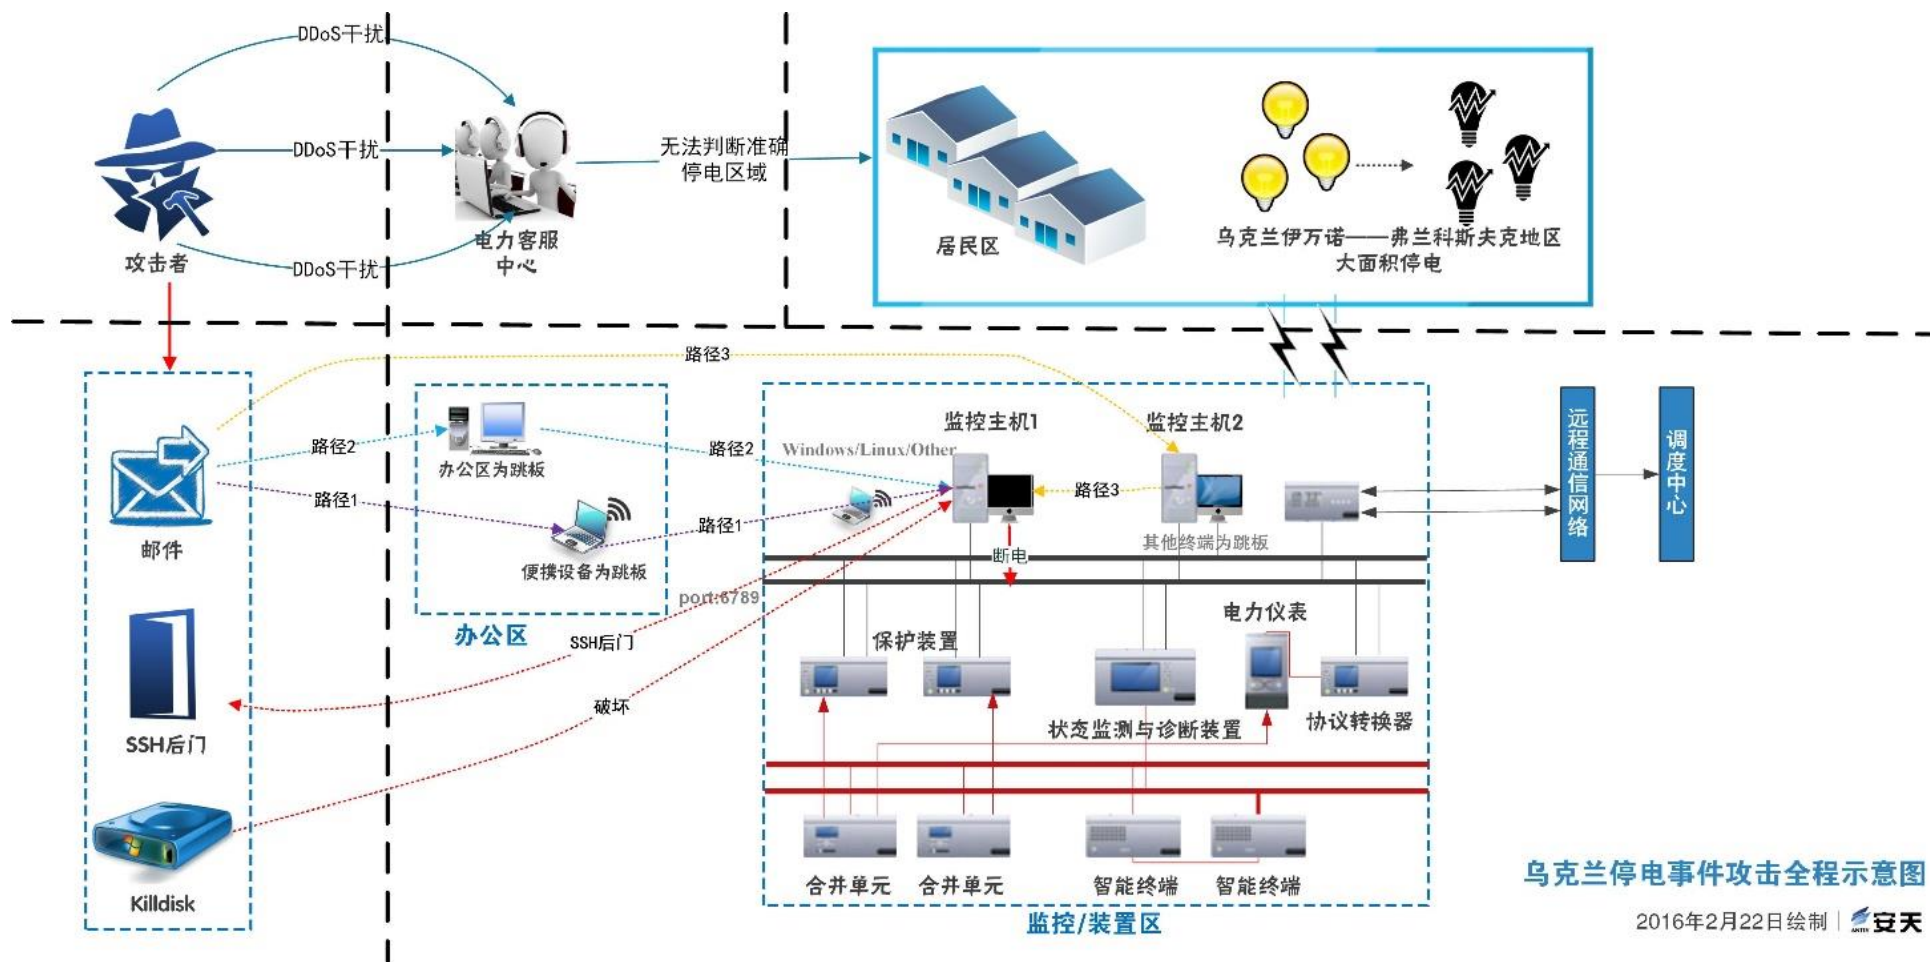 DDoS干扰
DDoS干扰
DDoS干扰
攻击者
电力客服
中心
无法判断准确
停电区域
居民区
乌克兰伊万诺——弗兰科斯夫克地区
大面积停电
路径3
路径2
路径1
邮件
SSH后门
Killdisk
办公区为跳板
便携设备为跳板
办公区
路径2
路径1
port:6789
SSH后门
破坏
Windows/Linux/Other
监控主机1
监控主机2
路径3
断电
其他终端为跳板
远程通信网络
调度中心
保护装置
电力仪表
状态监测与诊断装置
协议转换器
合并单元
合并单元
智能终端
智能终端
监控/装置区
乌克兰停电事件攻击全程示意图
2016年2月22日绘制
ANTIY
安天